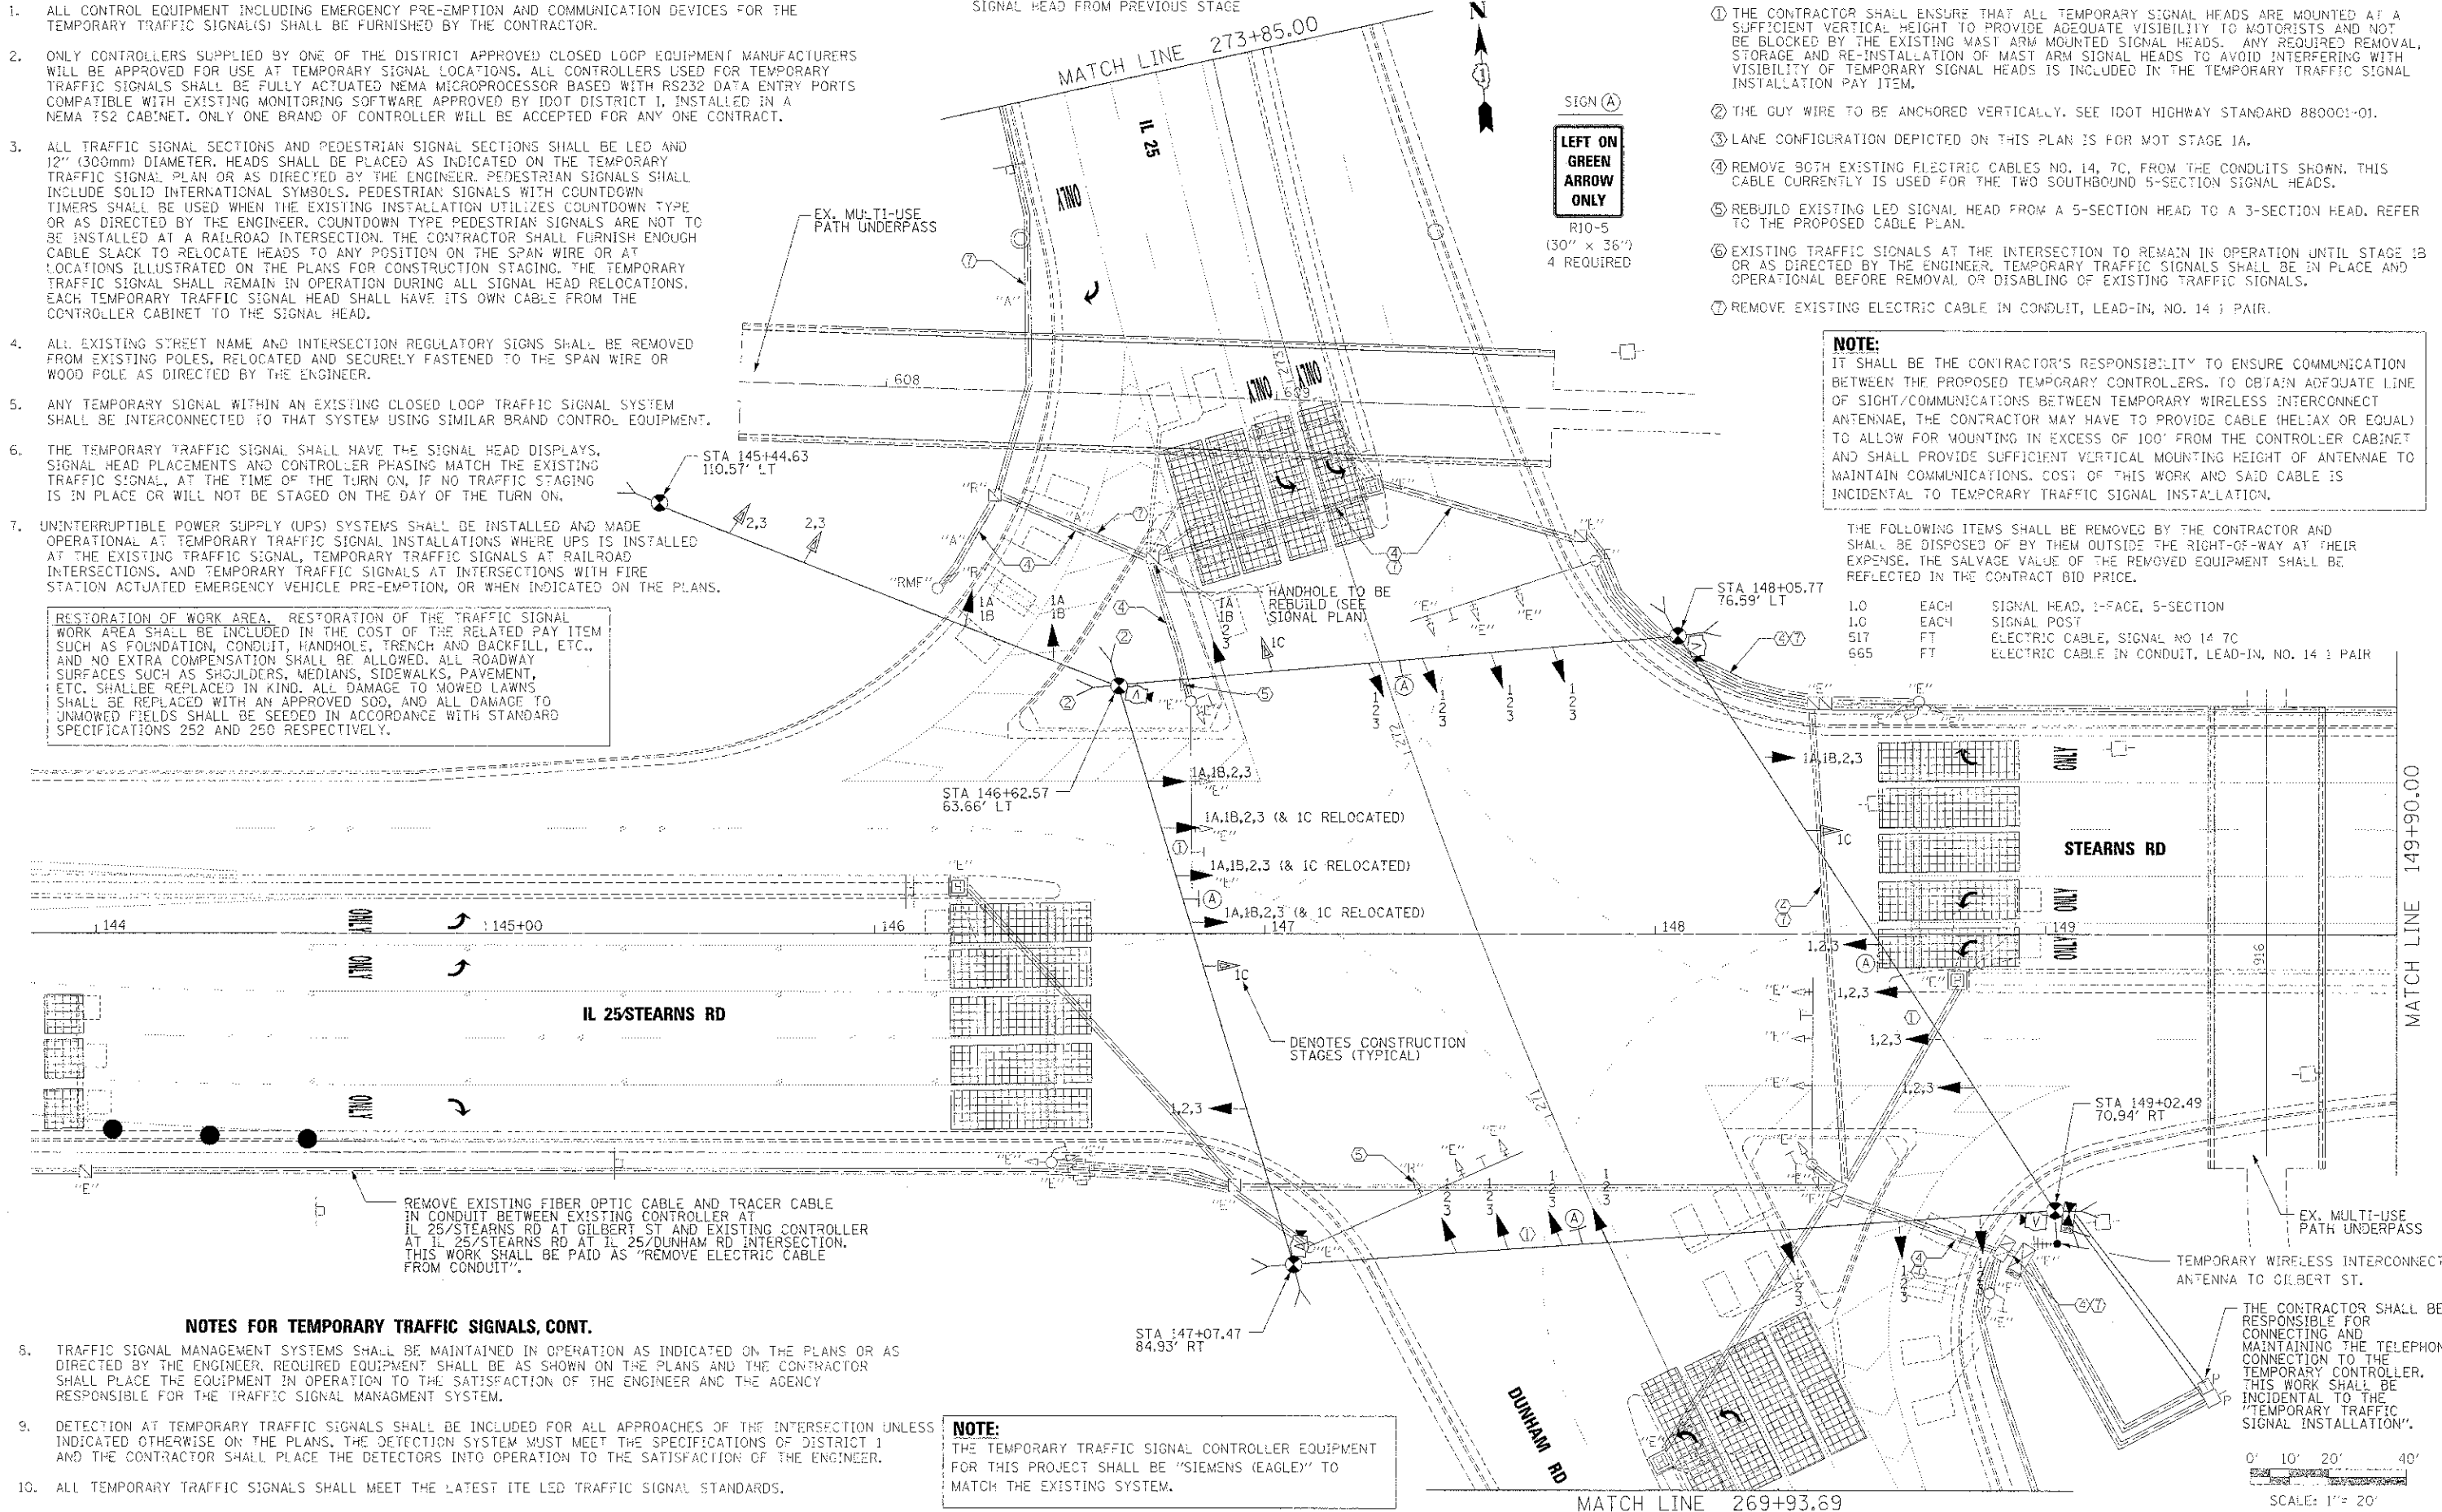 1. ALL CONTROL EQUIPMENT INCLUDING EMERGENCY PRE-EMPTION AND COMMUNICATION DEVICES FOR THE
TEMPORARY TRAFFIC SIGNAL(S) SHALL BE FURNISHED BY THE CONTRACTOR.
2. ONLY CONTROLLERS SUPPLIED BY ONE OF THE DISTRICT APPROVED CLOSED LOOP EQUIPMENT MANUFACTURERS
WILL BE APPROVED FOR USE AT TEMPORARY SIGNAL LOCATIONS. ALL CONTROLLERS USED FOR TEMPORARY
TRAFFIC SIGNALS SHALL BE FULLY ACTUATED NEMA MICROPROCESSOR BASED WITH RS232 DATA ENTRY PORTS
COMPATIBLE WITH EXISTING MONITORING SOFTWARE APPROVED BY IDOT DISTRICT 1, INSTALLED IN A
NEMA TS2 CABINET. ONLY ONE BRAND OF CONTROLLER WILL BE ACCEPTED FOR ANY ONE CONTRACT.
3. ALL TRAFFIC SIGNAL SECTIONS AND PEDESTRIAN SIGNAL SECTIONS SHALL BE LED AND
12" (300mm) DIAMETER. HEADS SHALL BE PLACED AS INDICATED ON THE TEMPORARY
TRAFFIC SIGNAL PLAN OR AS DIRECTED BY THE ENGINEER. PEDESTRIAN SIGNALS SHALL
INCLUDE SOLID INTERNATIONAL SYMBOLS. PEDESTRIAN SIGNALS WITH COUNTDOWN
TIMERS SHALL BE USED WHEN THE EXISTING INSTALLATION UTILIZES COUNTDOWN TYPE
OR AS DIRECTED BY THE ENGINEER. COUNTDOWN TYPE PEDESTRIAN SIGNALS ARE NOT TO
BE INSTALLED AT A RAILROAD INTERSECTION. THE CONTRACTOR SHALL FURNISH ENOUGH
CABLE SLACK TO RELOCATE HEADS TO ANY POSITION ON THE SPAN WIRE OR AT
LOCATIONS ILLUSTRATED ON THE PLANS FOR CONSTRUCTION STAGING. THE TEMPORARY
TRAFFIC SIGNAL SHALL REMAIN IN OPERATION DURING ALL SIGNAL HEAD RELOCATIONS.
EACH TEMPORARY TRAFFIC SIGNAL HEAD SHALL HAVE ITS OWN CABLE FROM THE
CONTROLLER CABINET TO THE SIGNAL HEAD.
4. ALL EXISTING STREET NAME AND INTERSECTION REGULATORY SIGNS SHALL BE REMOVED
FROM EXISTING POLES, RELOCATED AND SECURELY FASTENED TO THE SPAN WIRE OR
WOOD POLE AS DIRECTED BY THE ENGINEER.
5. ANY TEMPORARY SIGNAL WITHIN AN EXISTING CLOSED LOOP TRAFFIC SIGNAL SYSTEM
SHALL BE INTERCONNECTED TO THAT SYSTEM USING SIMILAR BRAND CONTROL EQUIPMENT.
6. THE TEMPORARY TRAFFIC SIGNAL SHALL HAVE THE SIGNAL HEAD DISPLAYS,
SIGNAL HEAD PLACEMENTS AND CONTROLLER PHASING MATCH THE EXISTING
TRAFFIC SIGNAL, AT THE TIME OF THE TURN ON, IF NO TRAFFIC STAGING
IS IN PLACE OR WILL NOT BE STAGED ON THE DAY OF THE TURN ON.
7. UNINTERRUPTIBLE POWER SUPPLY (UPS) SYSTEMS SHALL BE INSTALLED AND MADE
OPERATIONAL AT TEMPORARY TRAFFIC SIGNAL INSTALLATIONS WHERE UPS IS INSTALLED
AT THE EXISTING TRAFFIC SIGNAL, TEMPORARY TRAFFIC SIGNALS AT RAILROAD
INTERSECTIONS, AND TEMPORARY TRAFFIC SIGNALS AT INTERSECTIONS WITH FIRE
STATION ACTUATED EMERGENCY VEHICLE PRE-EMPTION, OR WHEN INDICATED ON THE PLANS.
RESTORATION OF WORK AREA. RESTORATION OF THE TRAFFIC SIGNAL
WORK AREA SHALL BE INCLUDED IN THE COST OF THE RELATED PAY ITEM
SUCH AS FOUNDATION, CONDUIT, HANDHOLE, TRENCH AND BACKFILL, ETC.,
AND NO EXTRA COMPENSATION SHALL BE ALLOWED. ALL ROADWAY
SURFACES SUCH AS SHOULDERS, MEDIANS, SIDEWALKS, PAVEMENT,
ETC. SHALLBE REPLACED IN KIND. ALL DAMAGE TO MOWED LAWNS
SHALL BE REPLACED WITH AN APPROVED SOD, AND ALL DAMAGE TO
UNMOWED FIELDS SHALL BE SEEDED IN ACCORDANCE WITH STANDARD
SPECIFICATIONS 252 AND 250 RESPECTIVELY.
SIGNAL HEAD FROM PREVIOUS STAGE
MATCH LINE 273+85.00
N
IL 25
ONLY
EX. MULTI-USE
PATH UNDERPASS
SIGN A
LEFT ON
GREEN
ARROW
ONLY
R10-5
(30" x 36")
4 REQUIRED
1 THE CONTRACTOR SHALL ENSURE THAT ALL TEMPORARY SIGNAL HEADS ARE MOUNTED AT A
SUFFICIENT VERTICAL HEIGHT TO PROVIDE ADEQUATE VISIBILITY TO MOTORISTS AND NOT
BE BLOCKED BY THE EXISTING MAST ARM MOUNTED SIGNAL HEADS. ANY REQUIRED REMOVAL,
STORAGE AND RE-INSTALLATION OF MAST ARM SIGNAL HEADS TO AVOID INTERFERING WITH
VISIBILITY OF TEMPORARY SIGNAL HEADS IS INCLUDED IN THE TEMPORARY TRAFFIC SIGNAL
INSTALLATION PAY ITEM.
2 THE GUY WIRE TO BE ANCHORED VERTICALLY. SEE IDOT HIGHWAY STANDARD 880001-01.
3 LANE CONFIGURATION DEPICTED ON THIS PLAN IS FOR MOT STAGE 1A.
4 REMOVE BOTH EXISTING ELECTRIC CABLES NO. 14, 7C, FROM THE CONDUITS SHOWN. THIS
CABLE CURRENTLY IS USED FOR THE TWO SOUTHBOUND 5-SECTION SIGNAL HEADS.
5 REBUILD EXISTING LED SIGNAL HEAD FROM A 5-SECTION HEAD TO A 3-SECTION HEAD. REFER
TO THE PROPOSED CABLE PLAN.
6 EXISTING TRAFFIC SIGNALS AT THE INTERSECTION TO REMAIN IN OPERATION UNTIL STAGE 1B
OR AS DIRECTED BY THE ENGINEER. TEMPORARY TRAFFIC SIGNALS SHALL BE IN PLACE AND
OPERATIONAL BEFORE REMOVAL OR DISABLING OF EXISTING TRAFFIC SIGNALS.
7 REMOVE EXISTING ELECTRIC CABLE IN CONDUIT, LEAD-IN, NO. 14 1 PAIR.
NOTE:
IT SHALL BE THE CONTRACTOR'S RESPONSIBILITY TO ENSURE COMMUNICATION
BETWEEN THE PROPOSED TEMPORARY CONTROLLERS. TO OBTAIN ADEQUATE LINE
OF SIGHT/COMMUNICATIONS BETWEEN TEMPORARY WIRELESS INTERCONNECT
ANTENNAE, THE CONTRACTOR MAY HAVE TO PROVIDE CABLE (HELIAX OR EQUAL)
TO ALLOW FOR MOUNTING IN EXCESS OF 100' FROM THE CONTROLLER CABINET
AND SHALL PROVIDE SUFFICIENT VERTICAL MOUNTING HEIGHT OF ANTENNAE TO
MAINTAIN COMMUNICATIONS. COST OF THIS WORK AND SAID CABLE IS
INCIDENTAL TO TEMPORARY TRAFFIC SIGNAL INSTALLATION.
THE FOLLOWING ITEMS SHALL BE REMOVED BY THE CONTRACTOR AND
SHALL BE DISPOSED OF BY THEM OUTSIDE THE RIGHT-OF-WAY AT THEIR
EXPENSE. THE SALVAGE VALUE OF THE REMOVED EQUIPMENT SHALL BE
REFLECTED IN THE CONTRACT BID PRICE.
1.0 EACH SIGNAL HEAD, 1-FACE, 5-SECTION
1.0 EACH SIGNAL POST
517 FT ELECTRIC CABLE, SIGNAL NO 14 7C
665 FT ELECTRIC CABLE IN CONDUIT, LEAD-IN, NO. 14 1 PAIR
608
609
ONLY ONLY
STA 145+44.63
110.57' LT
2,3 2,3
"RMF"
HANDHOLE TO BE
REBUILD (SEE
SIGNAL PLAN)
STA 148+05.77
76.59' LT
STA 146+62.57
63.66' LT
1A,1B,2,3
1A,1B,2,3 (& 1C RELOCATED)
1A,1B,2,3 (& 1C RELOCATED)
1A,1B,2,3 (& 1C RELOCATED)
1C
DENOTES CONSTRUCTION
STAGES (TYPICAL)
1A,1B,2,3
1C
1,2,3
1,2,3
1,2,3
1,2,3
1,2,3
STEARNS RD
MATCH LINE 149+90.00
916
144 145+00 146 147 148 149
IL 25/STEARNS RD
272
271
STA 149+02.49
70.94' RT
EX. MULTI-USE
PATH UNDERPASS
TEMPORARY WIRELESS INTERCONNECT
ANTENNA TO GILBERT ST.
THE CONTRACTOR SHALL BE
RESPONSIBLE FOR
CONNECTING AND
MAINTAINING THE TELEPHON
CONNECTION TO THE
TEMPORARY CONTROLLER.
THIS WORK SHALL BE
INCIDENTAL TO THE
"TEMPORARY TRAFFIC
SIGNAL INSTALLATION".
REMOVE EXISTING FIBER OPTIC CABLE AND TRACER CABLE
IN CONDUIT BETWEEN EXISTING CONTROLLER AT
IL 25/STEARNS RD AT GILBERT ST AND EXISTING CONTROLLER
AT IL 25/STEARNS RD AT IL 25/DUNHAM RD INTERSECTION.
THIS WORK SHALL BE PAID AS "REMOVE ELECTRIC CABLE
FROM CONDUIT".
STA 147+07.47
84.93' RT
NOTES FOR TEMPORARY TRAFFIC SIGNALS, CONT.
8. TRAFFIC SIGNAL MANAGEMENT SYSTEMS SHALL BE MAINTAINED IN OPERATION AS INDICATED ON THE PLANS OR AS
DIRECTED BY THE ENGINEER. REQUIRED EQUIPMENT SHALL BE AS SHOWN ON THE PLANS AND THE CONTRACTOR
SHALL PLACE THE EQUIPMENT IN OPERATION TO THE SATISFACTION OF THE ENGINEER AND THE AGENCY
RESPONSIBLE FOR THE TRAFFIC SIGNAL MANAGMENT SYSTEM.
9. DETECTION AT TEMPORARY TRAFFIC SIGNALS SHALL BE INCLUDED FOR ALL APPROACHES OF THE INTERSECTION UNLESS
INDICATED OTHERWISE ON THE PLANS. THE DETECTION SYSTEM MUST MEET THE SPECIFICATIONS OF DISTRICT 1
AND THE CONTRACTOR SHALL PLACE THE DETECTORS INTO OPERATION TO THE SATISFACTION OF THE ENGINEER.
10. ALL TEMPORARY TRAFFIC SIGNALS SHALL MEET THE LATEST ITE LED TRAFFIC SIGNAL STANDARDS.
NOTE:
THE TEMPORARY TRAFFIC SIGNAL CONTROLLER EQUIPMENT
FOR THIS PROJECT SHALL BE "SIEMENS (EAGLE)" TO
MATCH THE EXISTING SYSTEM.
DUNHAM RD
MATCH LINE 269+93.89
0' 10' 20' 40'
SCALE: 1"= 20'